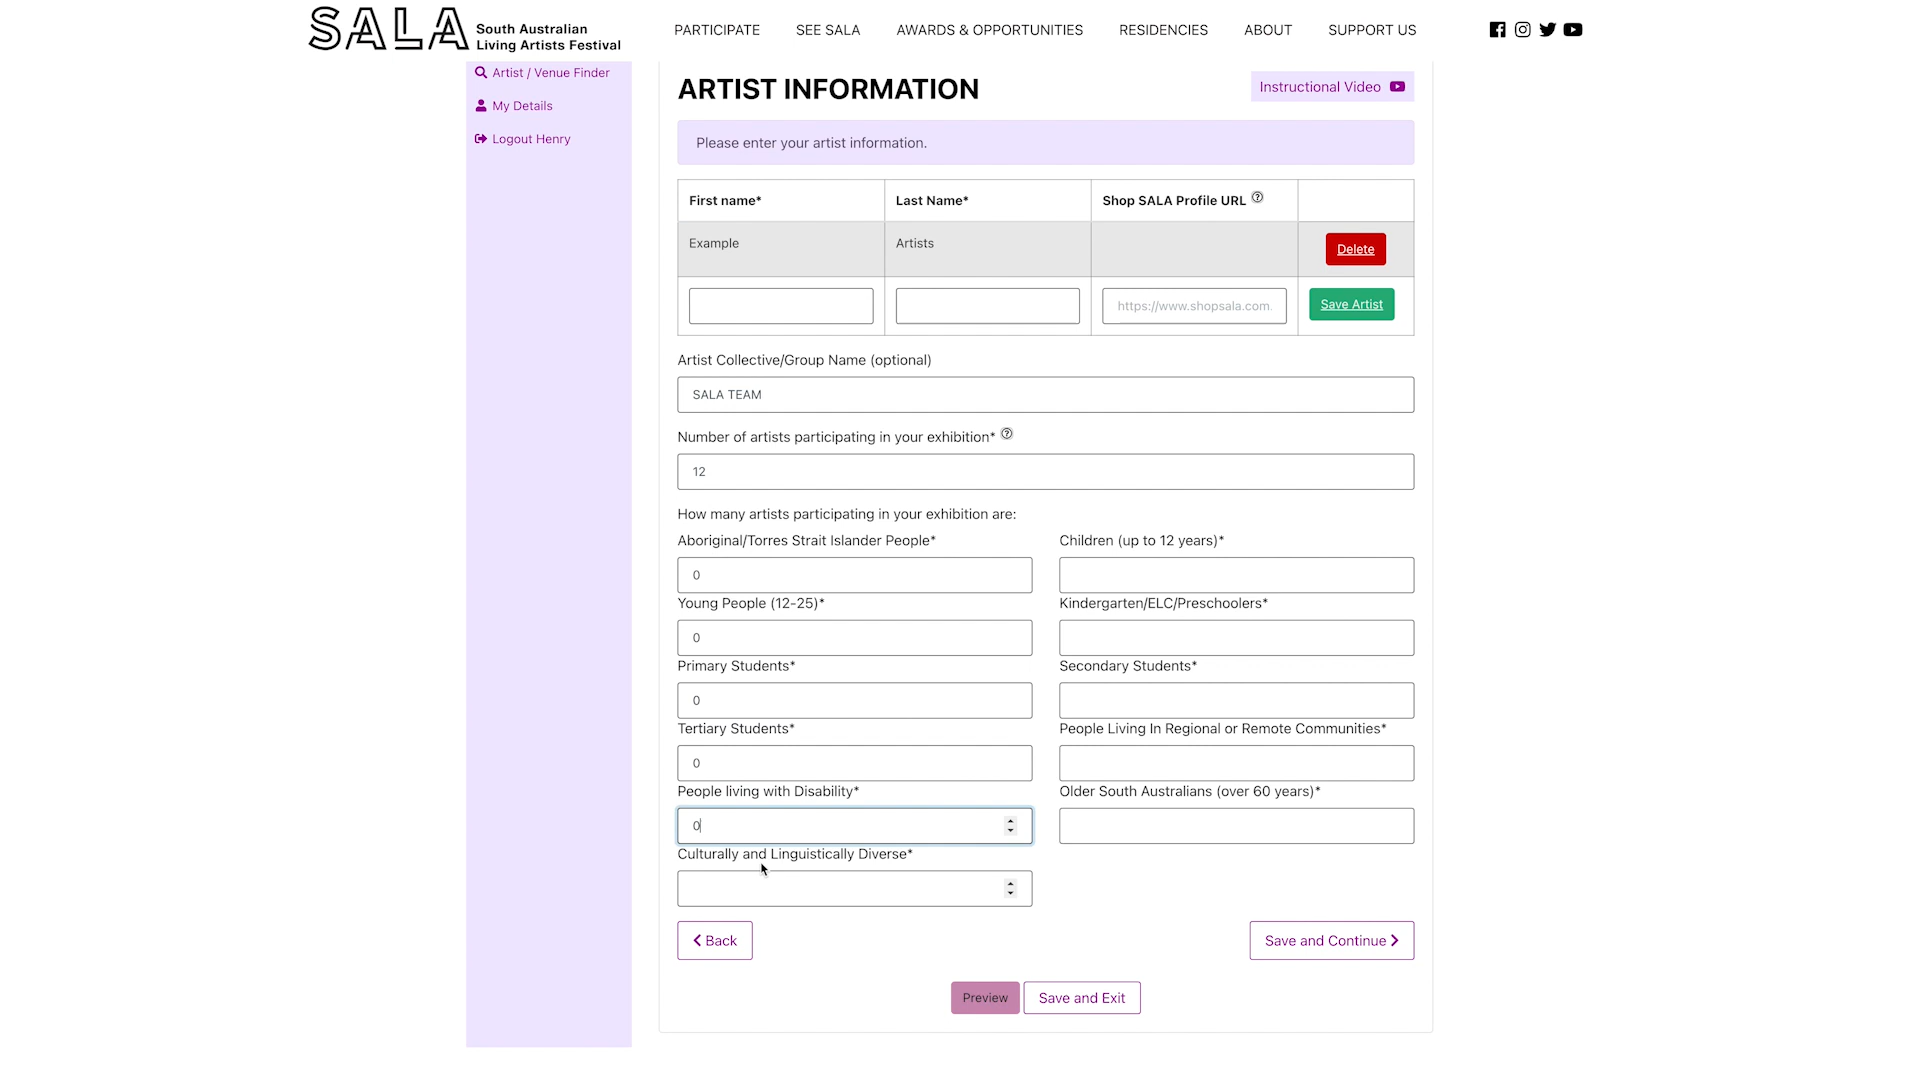 SALA South Australian
Living Artists Festival
PARTICIPATE SEE SALA AWARDS & OPPORTUNITIES RESIDENCIES ABOUT SUPPORT US
Artist / Venue Finder
My Details
Logout Henry
ARTIST INFORMATION
Instructional Video
Please enter your artist information.
First name* Last Name* Shop SALA Profile URL ?
Example Artists Delete
https://www.shopsala.com. Save Artist
Artist Collective/Group Name (optional)
SALA TEAM
Number of artists participating in your exhibition* ?
12
How many artists participating in your exhibition are:
Aboriginal/Torres Strait Islander People* Children (up to 12 years)*
0
Young People (12-25)* Kindergarten/ELC/Preschoolers*
0
Primary Students* Secondary Students*
0
Tertiary Students* People Living In Regional or Remote Communities*
0
People living with Disability* Older South Australians (over 60 years)*
0
Culturally and Linguistically Diverse*
Back Save and Continue
Preview Save and Exit